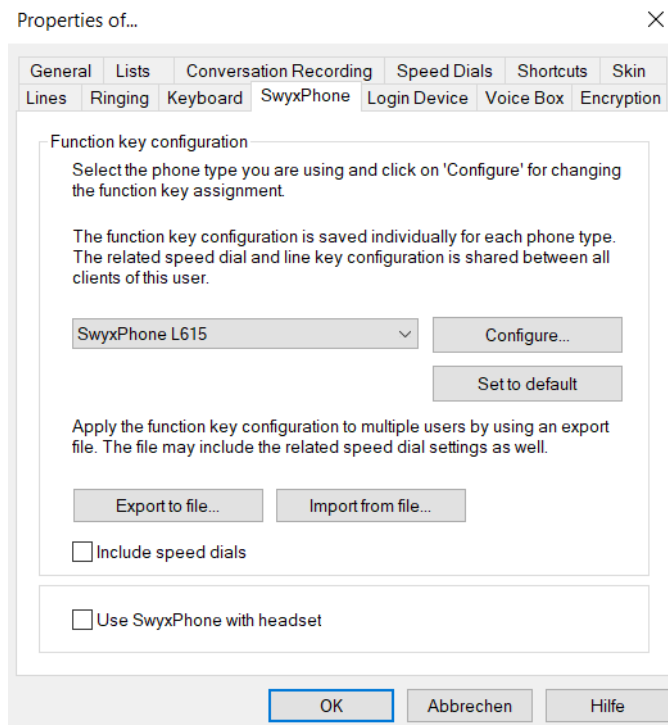 Properties of...
General Lists Conversation Recording Speed Dials Shortcuts Skin
Lines Ringing Keyboard SwyxPhone Login Device Voice Box Encryption
Function key configuration
Select the phone type you are using and click on 'Configure' for changing
the function key assignment.
The function key configuration is saved individually for each phone type.
The related speed dial and line key configuration is shared between all
clients of this user.
SwyxPhone L615 Configure...
Set to default
Apply the function key configuration to multiple users by using an export
file. The file may include the related speed dial settings as well.
Export to file... Import from file...
Include speed dials
Use SwyxPhone with headset
OK Abbrechen Hilfe